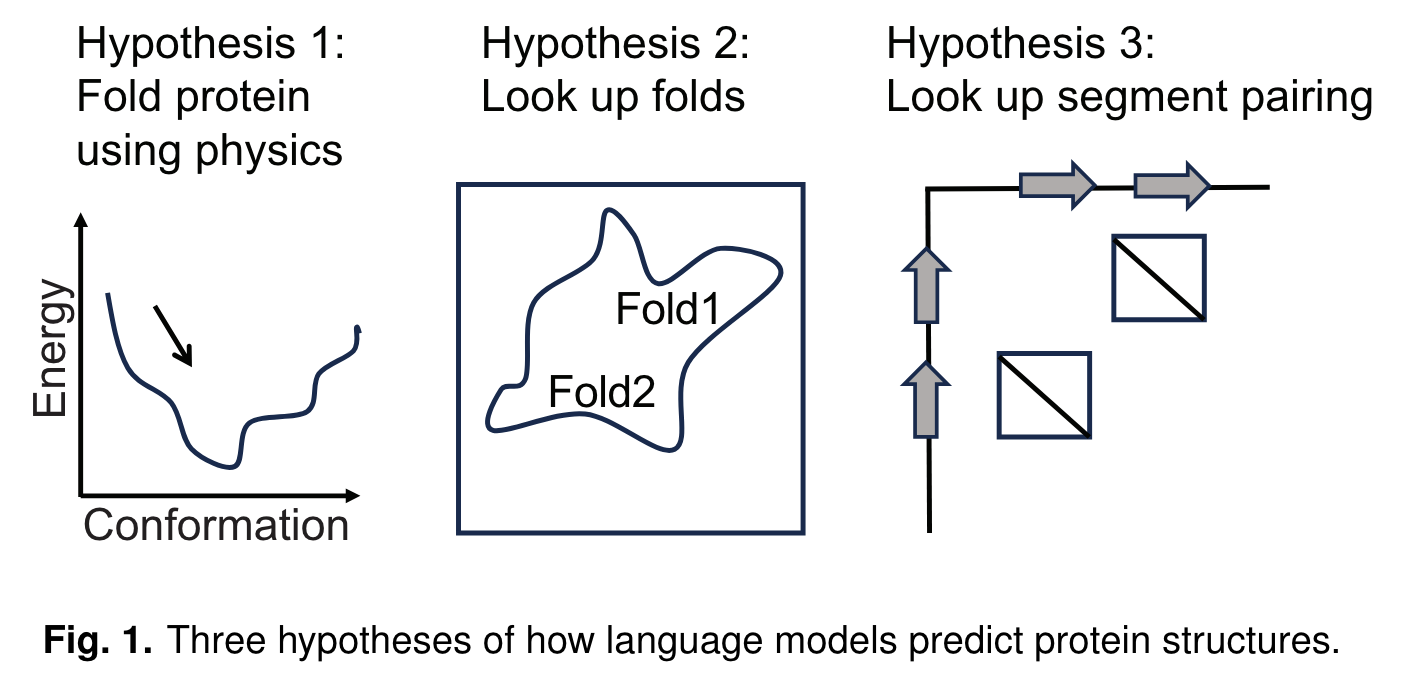 Hypothesis 1:
Fold protein
using physics
Hypothesis 2:
Look up folds
Hypothesis 3:
Look up segment pairing
Energy
Conformation
Fold1
Fold2
Fig. 1. Three hypotheses of how language models predict protein structures.